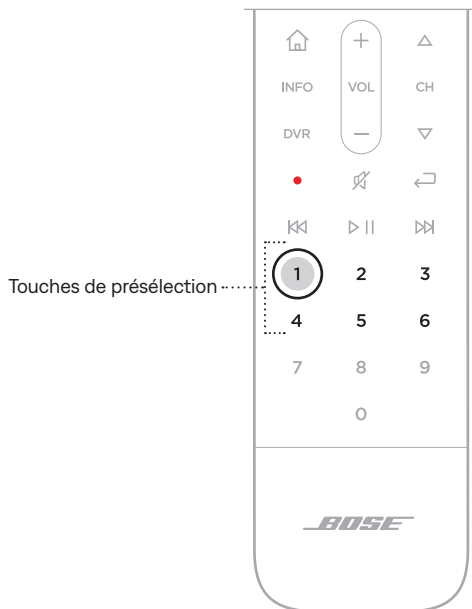 INFO VOL CH
DVR
Touches de présélection
1 2 3
4 5 6
7 8 9
0
BOSE